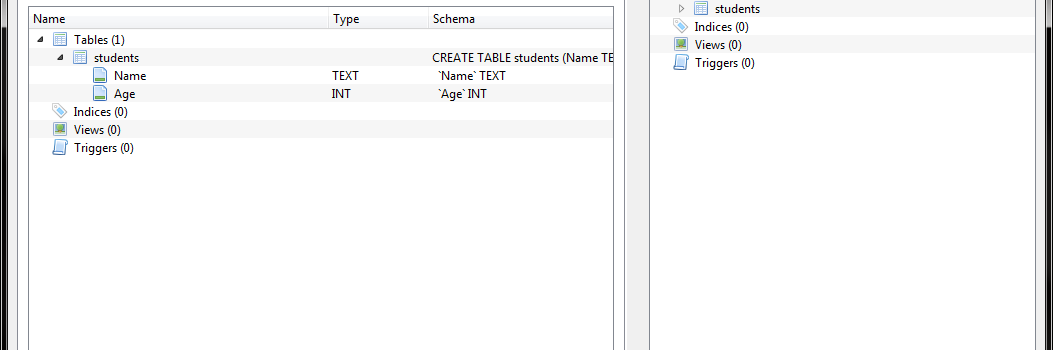 Name Type Schema
Tables (1)
students CREATE TABLE students (Name TE
Name TEXT `Name` TEXT
Age INT `Age` INT
Indices (0)
Views (0)
Triggers (0)
students
Indices (0)
Views (0)
Triggers (0)